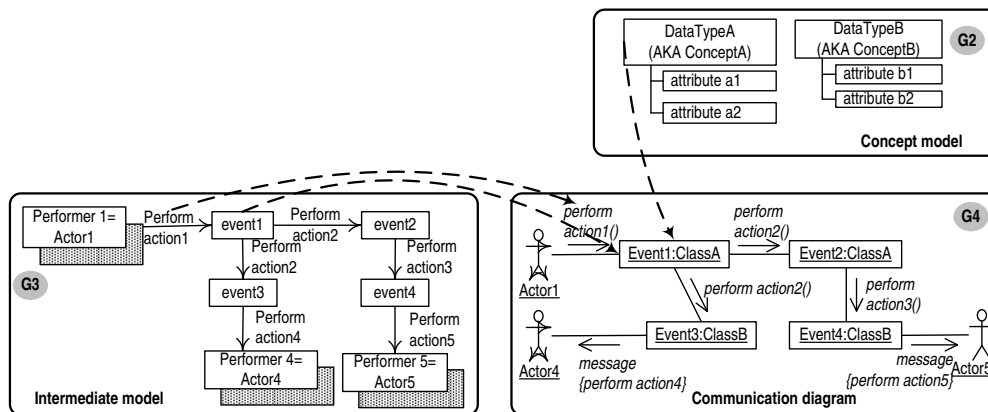 DataTypeA
(AKA ConceptA)
attribute a1
attribute a2
DataTypeB
(AKA ConceptB)
attribute b1
attribute b2
G2
Concept model
Performer 1=
Actor1
Perform
action1
event1
Perform
action2
event2
Perform
action2
Perform
action3
G3
event3
event4
Perform
action4
Perform
action5
Performer 4=
Actor4
Performer 5=
Actor5
Intermediate model
G4
perform
action1()
perform
action2()
Actor1
Event1:ClassA
Event2:ClassA
perform action2()
perform
action3()
Actor4
Event3:ClassB
Event4:ClassB
Actor5
message
{perform action4}
message
{perform action5}
Communication diagram